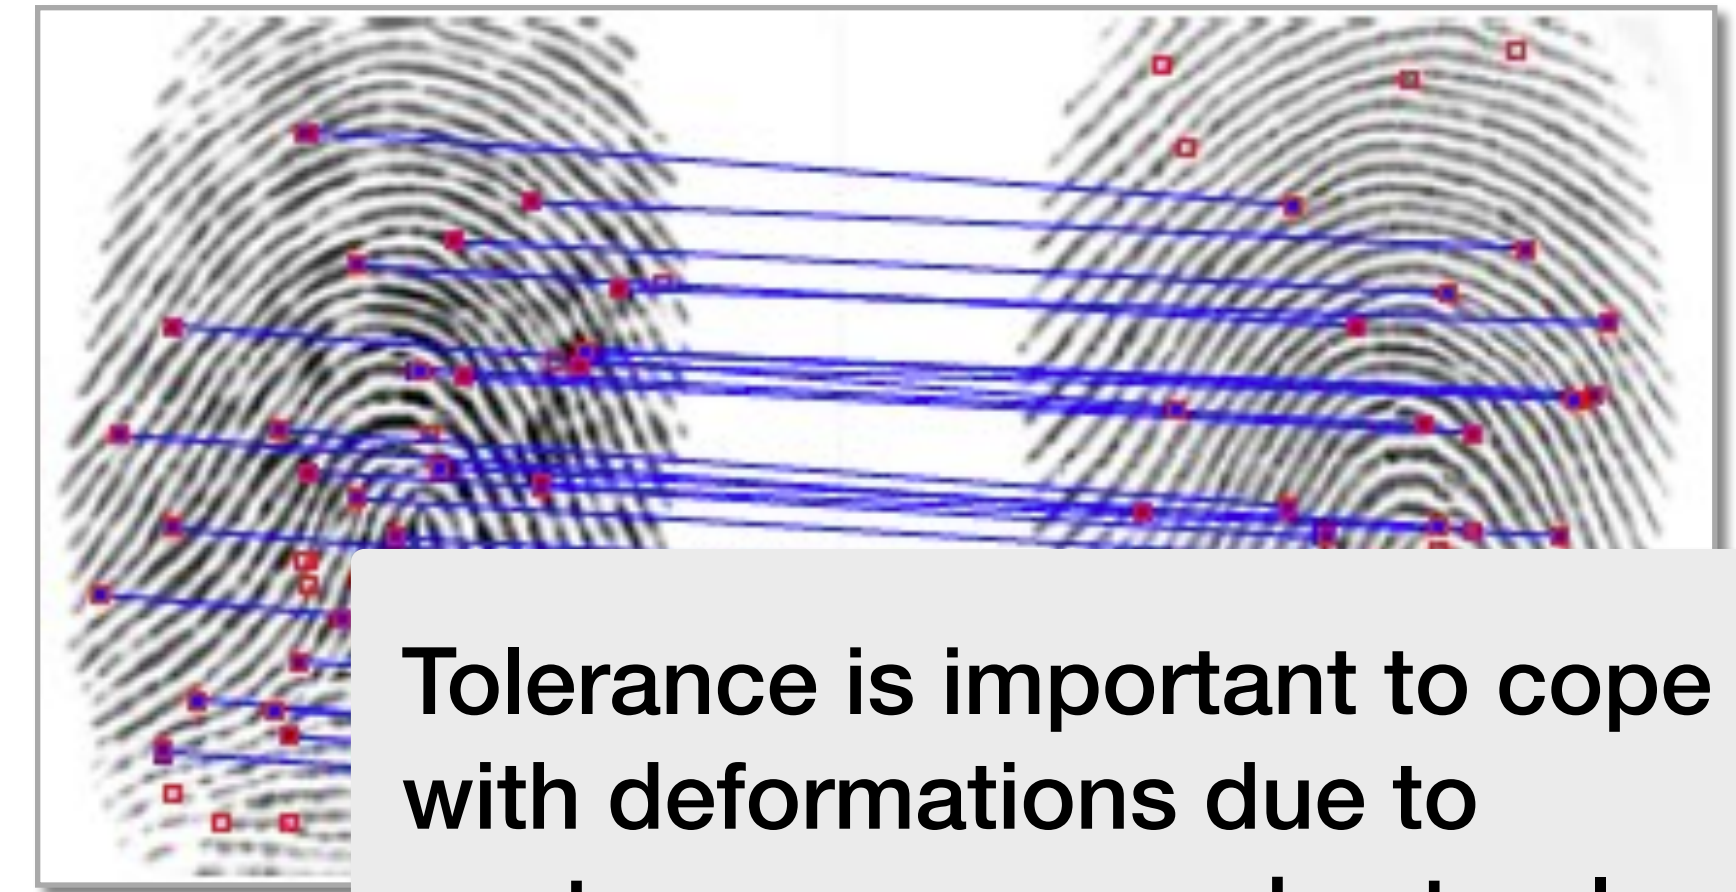 Tolerance is important to cope
with deformations due to